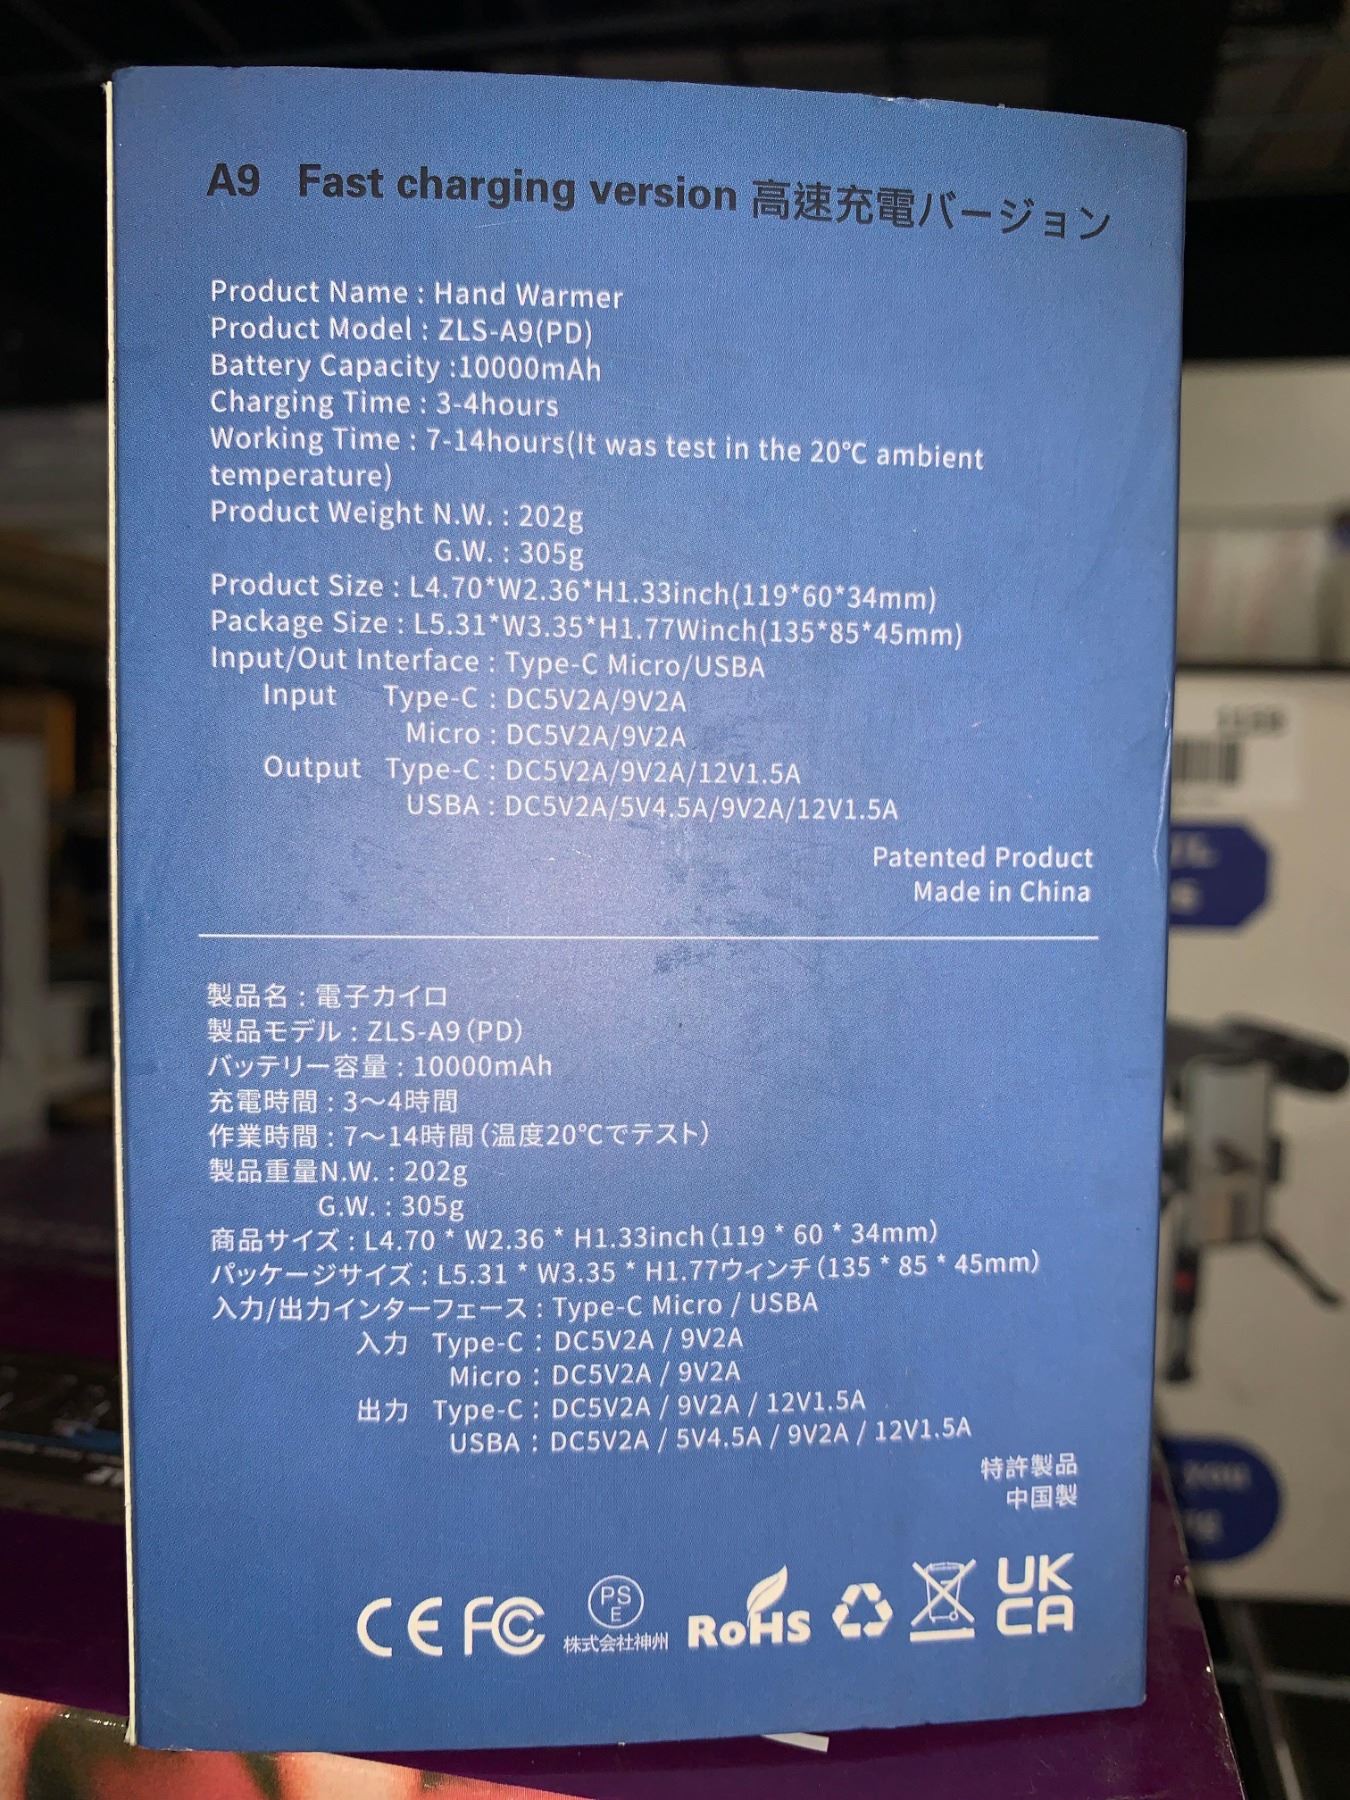 A9 Fast charging version 高速充電バージョン
Product Name : Hand Warmer
Product Model : ZLS-A9(PD)
Battery Capacity :10000mAh
Charging Time : 3-4hours
Working Time : 7-14hours(It was test in the 20℃ ambient
temperature)
Product Weight N.W. : 202g
G.W. : 305g
Product Size : L4.70*W2.36*H1.33inch(119*60*34mm)
Package Size : L5.31*W3.35*H1.77Winch(135*85*45mm)
Input/Out Interface : Type-C Micro/USBA
Input Type-C : DC5V2A/9V2A
Micro : DC5V2A/9V2A
Output Type-C : DC5V2A/9V2A/12V1.5A
USBA : DC5V2A/5V4.5A/9V2A/12V1.5A
Patented Product
Made in China
製品名 : 電子カイロ
製品モデル : ZLS-A9 (PD)
バッテリー容量 : 10000mAh
充電時間 : 3～4時間
作業時間 : 7～14時間 (温度20℃でテスト)
製品重量N.W. : 202g
G.W. : 305g
商品サイズ : L4.70 * W2.36 * H1.33inch (119 * 60 * 34mm)
パッケージサイズ : L5.31 * W3.35 * H1.77ウィンチ (135 * 85 * 45mm)
入力/出力インターフェース : Type-C Micro / USBA
入力 Type-C : DC5V2A / 9V2A
Micro : DC5V2A / 9V2A
出力 Type-C : DC5V2A / 9V2A / 12V1.5A
USBA : DC5V2A / 5V4.5A / 9V2A / 12V1.5A
特許製品
中国製
CE FC PSE RoHS UK
CA
株式会社神州